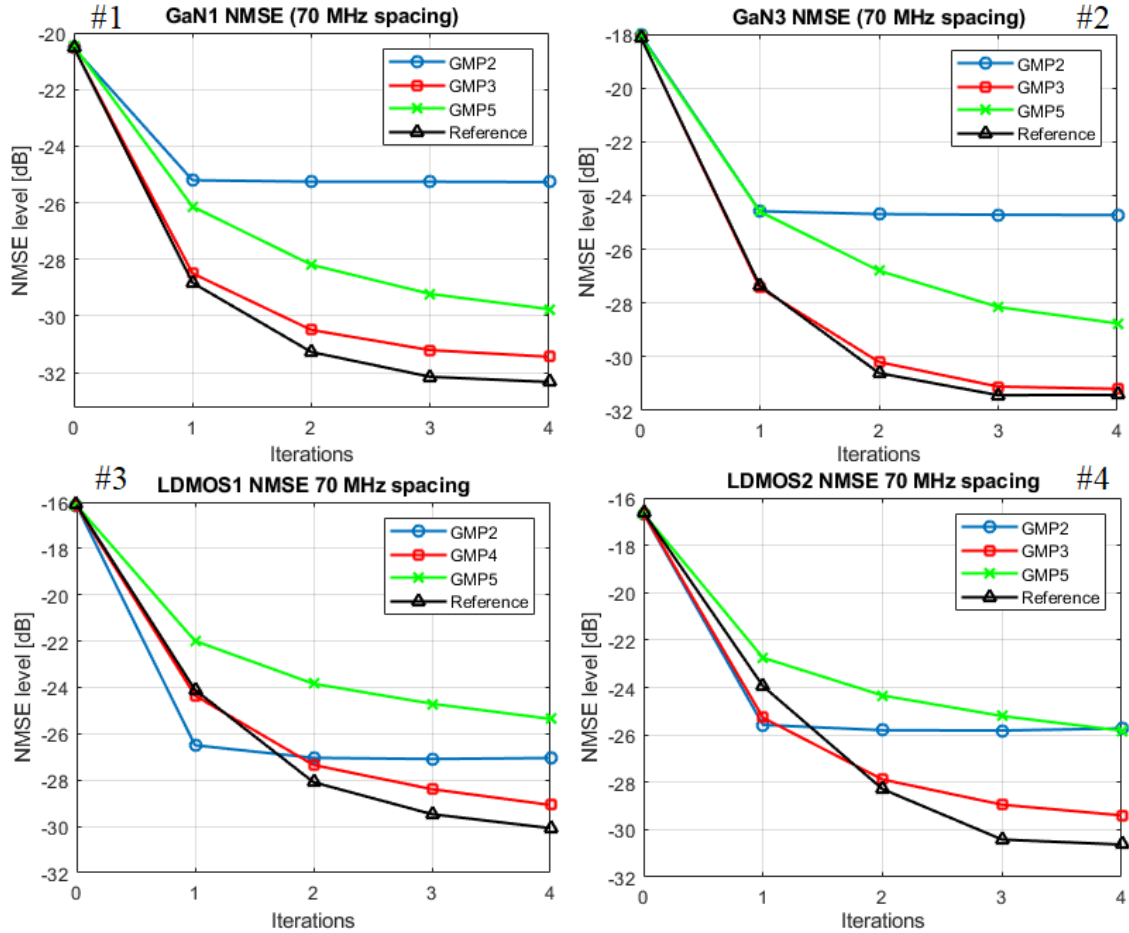 #1
GaN1 NMSE (70 MHz spacing)
NMSE level [dB]
-20
-22
-24
-26
-28
-30
-32
GMP2
GMP3
GMP5
Reference
0 1 2 3 4
Iterations
GaN3 NMSE (70 MHz spacing)
#2
NMSE level [dB]
-18
-20
-22
-24
-26
-28
-30
-32
GMP2
GMP3
GMP5
Reference
0 1 2 3 4
Iterations
#3
LDMOS1 NMSE 70 MHz spacing
NMSE level [dB]
-16
-18
-20
-22
-24
-26
-28
-30
-32
GMP2
GMP4
GMP5
Reference
0 1 2 3 4
Iterations
LDMOS2 NMSE 70 MHz spacing
#4
NMSE level [dB]
-16
-18
-20
-22
-24
-26
-28
-30
-32
GMP2
GMP3
GMP5
Reference
0 1 2 3 4
Iterations